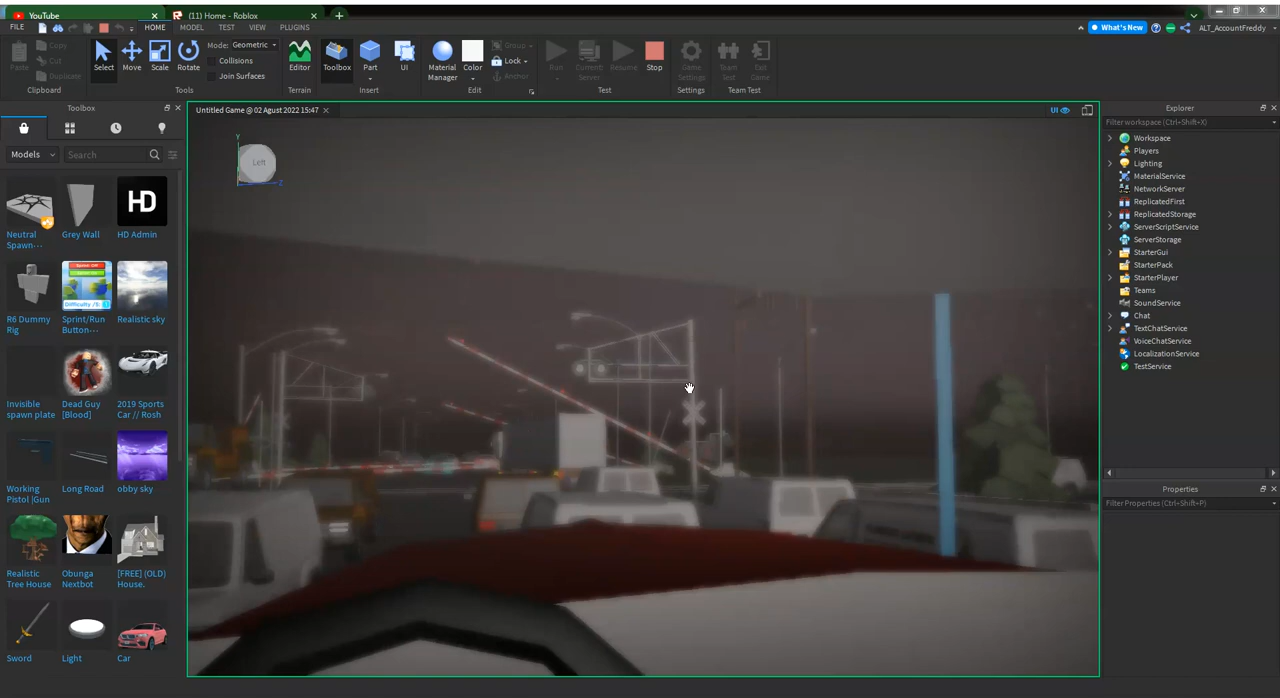 YouTube
(11) Home - Roblox
FILE
HOME
MODEL
TEST
VIEW
PLUGINS
What's New
ALT_AccountFreddy
Paste
Copy
Cut
Duplicate
Select
Move
Scale
Rotate
Mode: Geometric
Collisions
Join Surfaces
Editor
Toolbox
Part
UI
Material
Manager
Color
Group
Lock
Anchor
Run
Current:
Server
Resume
Stop
Game
Settings
Team
Test
Exit
Game
Clipboard
Tools
Terrain
Insert
Edit
Test
Settings
Team Test
Toolbox
Models
Search
Neutral
Spawn---
Grey Wall
HD
HD Admin
R6 Dummy
Rig
Sprint/Run
Button---
Realistic sky
Invisible
spawn plate
Dead Guy
[Blood]
2019 Sports
Car // Rosh
Working
Pistol |Gun
Long Road
obby sky
Realistic
Tree House
Obunga
Nextbot
[FREE] (OLD)
House.
Sword
Light
Car
Untitled Game @ 02 Agust 2022 15:47
UI
Y
Left
Z
Explorer
Filter workspace (Ctrl+Shift+X)
Workspace
Players
Lighting
MaterialService
NetworkServer
ReplicatedFirst
ReplicatedStorage
ServerScriptService
ServerStorage
StarterGui
StarterPack
StarterPlayer
Teams
SoundService
Chat
TextChatService
VoiceChatService
LocalizationService
TestService
Properties
Filter Properties (Ctrl+Shift+P)